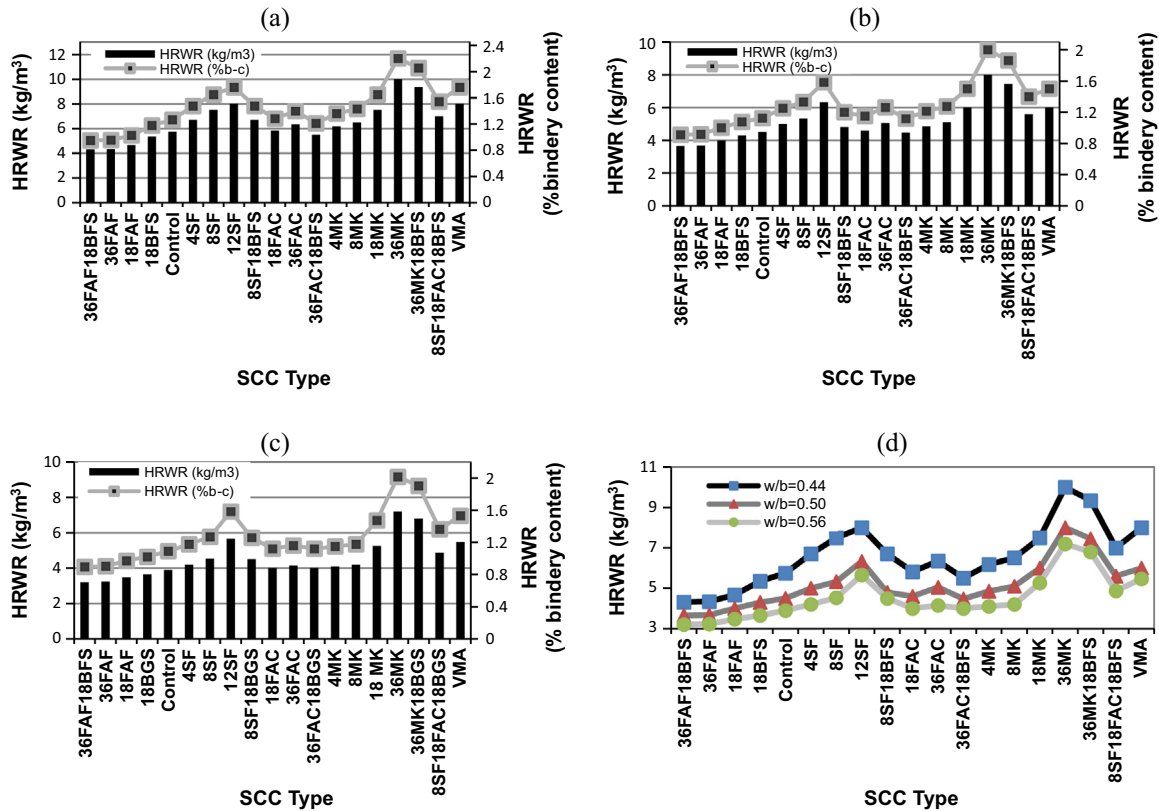 (a)
HRWR (kg/m3)
HRWR (%b-c)
HRWR (kg/m³)
12
10
8
6
4
2
0
2.4
2
1.6
1.2
0.8
0.4
0
HRWR
(%bindery content)
36FAF18BFS
36FAF
18FAF
18BFS
Control
4SF
8SF
12SF
8SF18BFS
18FAC
36FAC
36FAC18BFS
4MK
8MK
18MK
36MK
36MK18BFS
8SF18FAC18BFS
VMA
SCC Type
(b)
HRWR (kg/m3)
HRWR (%b-c)
HRWR (kg/m³)
10
8
6
4
2
0
2
1.6
1.2
0.8
0.4
0
HRWR
(% bindery content)
36FAF18BFS
36FAF
18FAF
18BFS
Control
4SF
8SF
12SF
8SF18BFS
18FAC
36FAC
36FAC18BFS
4MK
8MK
18MK
36MK
36MK18BFS
8SF18FAC18BFS
VMA
SCC Type
(c)
HRWR (kg/m3)
HRWR (%b-c)
HRWR (kg/m³)
10
8
6
4
2
0
2
1.6
1.2
0.8
0.4
0
HRWR
(% bindery content)
36FAF18BFS
36FAF
18FAF
18BGS
Control
4SF
8SF
12SF
8SF18BGS
18FAC
36FAC
36FAC18BGS
4MK
8MK
18 MK
36MK
36MK18BGS
8SF18FAC18BGS
VMA
SCC Type
(d)
w/b=0.44
w/b=0.50
w/b=0.56
HRWR (kg/m³)
11
9
7
5
3
36FAF18BFS
36FAF
18FAF
18BFS
Control
4SF
8SF
12SF
8SF18BFS
18FAC
36FAC
36FAC18BFS
4MK
8MK
18MK
36MK
36MK18BFS
8SF18FAC18BFS
VMA
SCC Type